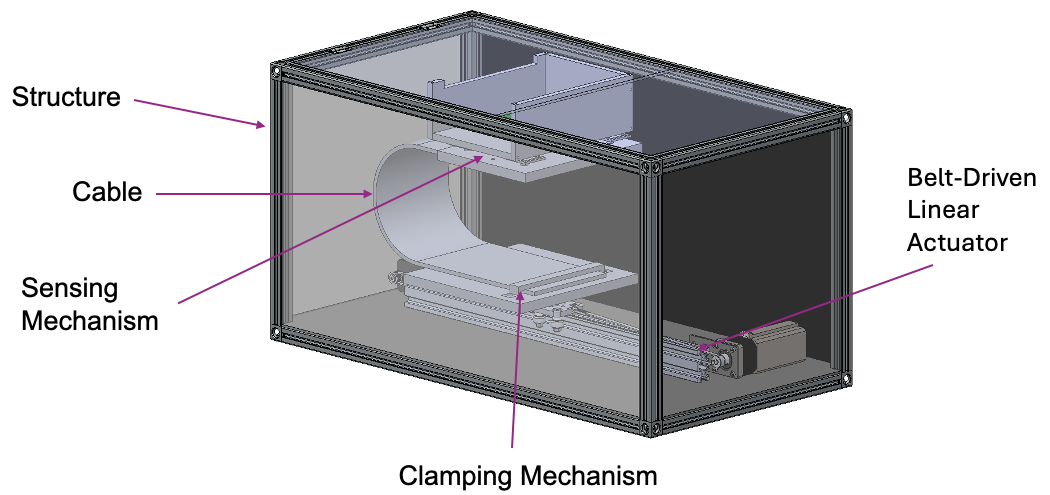 Structure
Cable
Sensing
Mechanism
Belt-Driven
Linear
Actuator
Clamping Mechanism